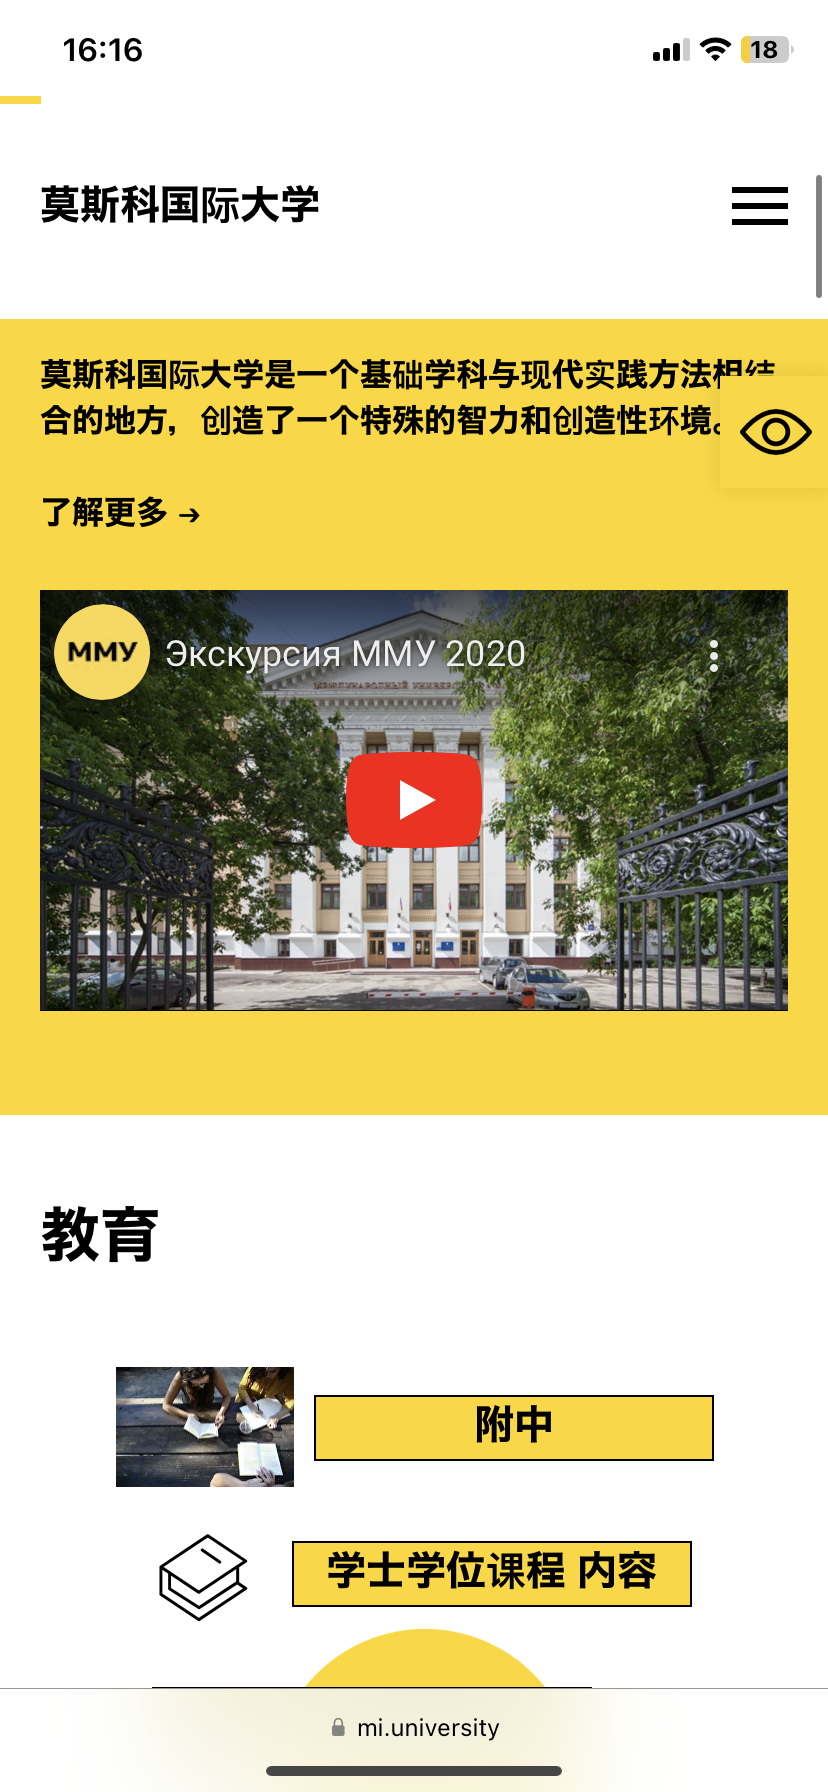 16:16
18
莫斯科国际大学
莫斯科国际大学是一个基础学科与现代实践方法相结
合的地方，创造了一个特殊的智力和创造性环境。
了解更多 →
ММУ
Экскурсия ММУ 2020
教育
附中
学士学位课程 内容
mi.university